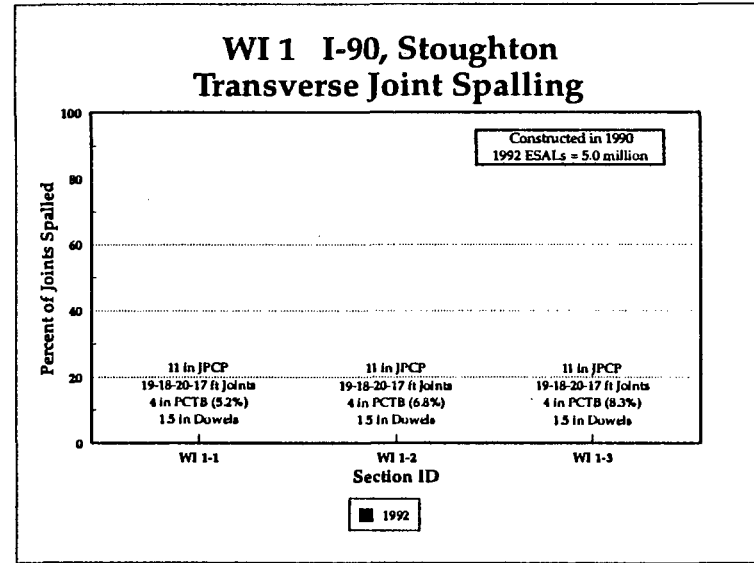 WI 1 I-90, Stoughton
Transverse Joint Spalling
Percent of Joints Spalled
100
80
60
40
20
0
Constructed in 1990
1992 ESALs = 5.0 million
11 in JPCP
19-18-20-17 ft Joints
4 in PCTB (5.2%)
1.5 in Dowels
11 in JPCP
19-18-20-17 ft Joints
4 in PCTB (6.8%)
1.5 in Dowels
11 in JPCP
19-18-20-17 ft Joints
4 in PCTB (8.3%)
1.5 in Dowels
WI 1-1
WI 1-2
WI 1-3
Section ID
1992